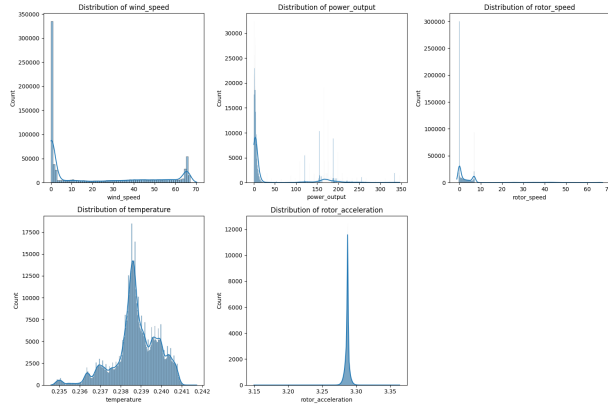 Distribution of wind_speed
350000
300000
250000
200000
150000
100000
50000
0
Count
0 10 20 30 40 50 60 70
wind_speed
Distribution of power_output
30000
25000
20000
15000
10000
5000
0
Count
50 100 150 200 250 300 350
power_output
Distribution of rotor_speed
300000
250000
200000
150000
100000
50000
0
Count
0 10 20 30 40 50 60 70
rotor_speed
Distribution of temperature
17500
15000
12500
10000
7500
5000
2500
0
Count
0.235 0.236 0.237 0.238 0.239 0.240 0.241 0.242
temperature
Distribution of rotor_acceleration
12000
10000
8000
6000
4000
2000
0
Count
3.15 3.20 3.25 3.30 3.35
rotor_acceleration